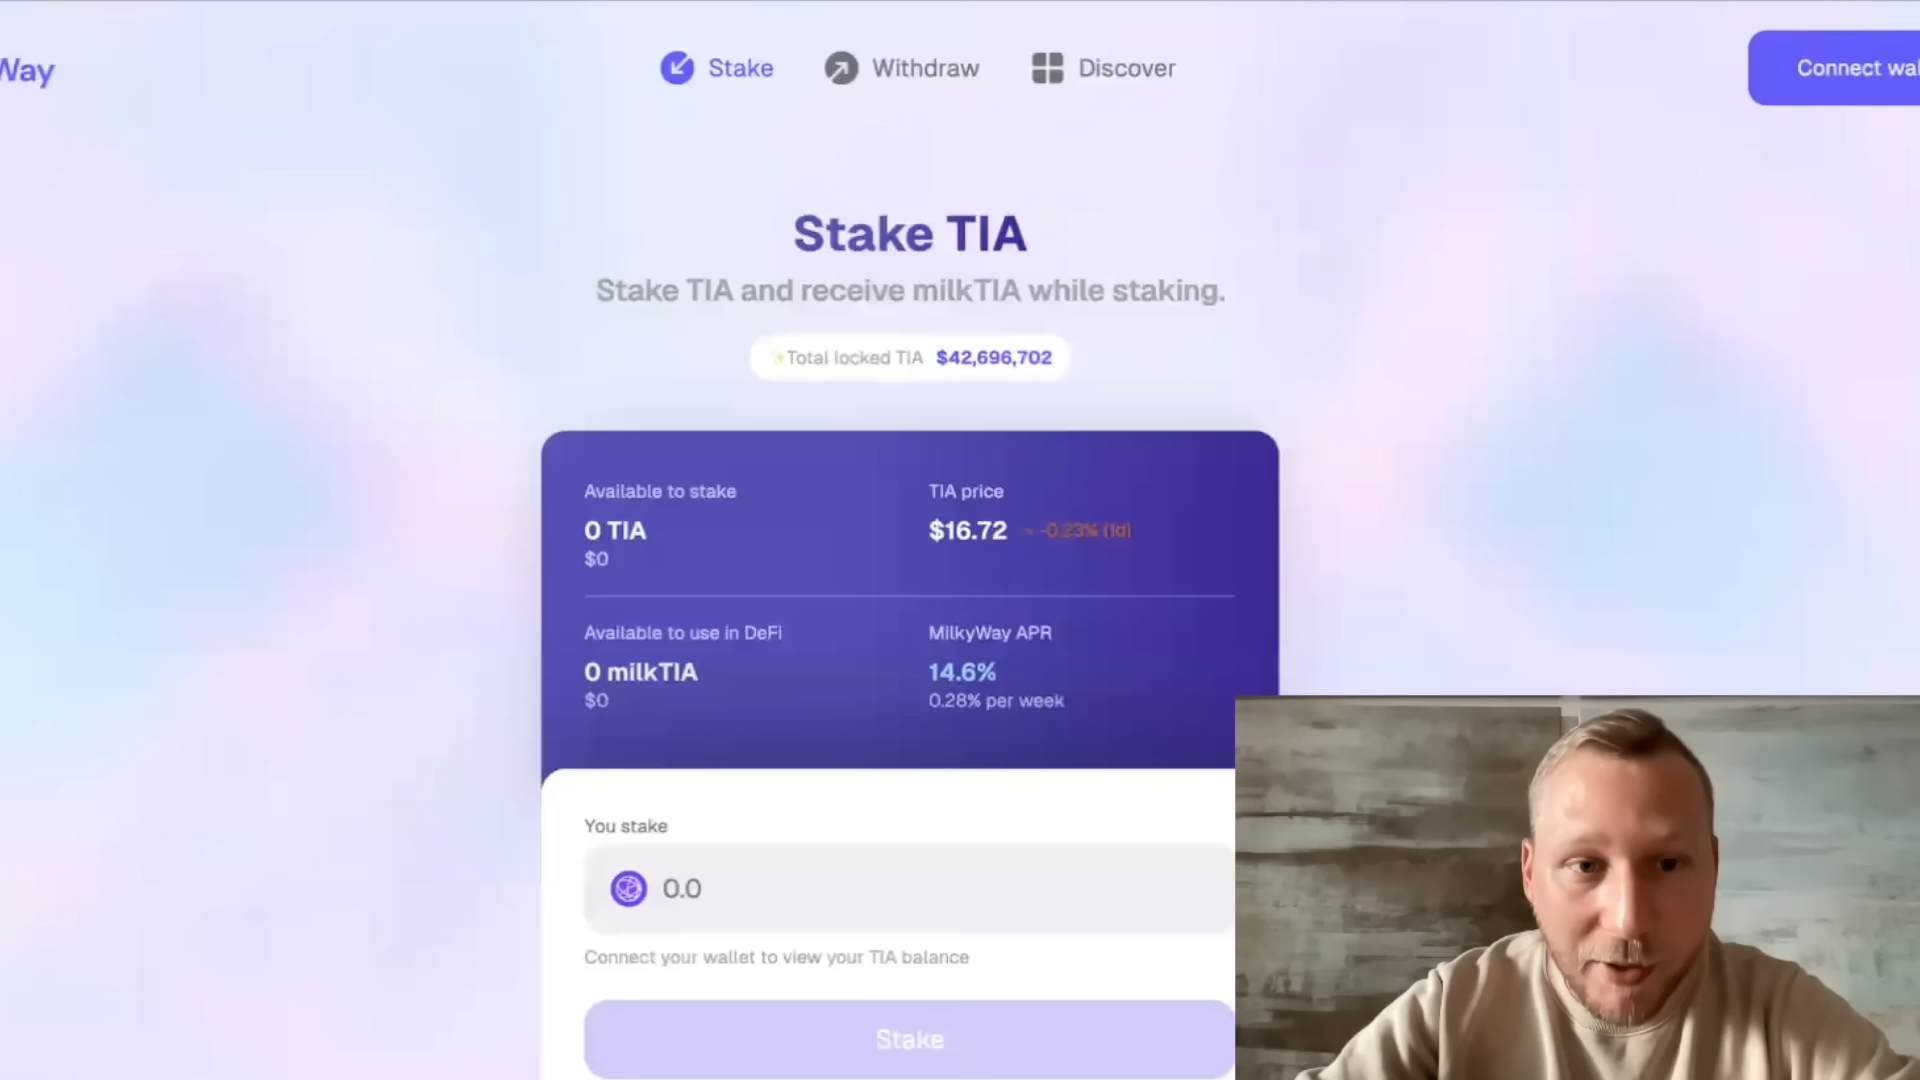 Way
Stake
Withdraw
Discover
Connect wal
Stake TIA
Stake TIA and receive milkTIA while staking.
Total locked TIA $42,696,702
Available to stake
0 TIA
$0
TIA price
$16.72 -0.23% (1d)
Available to use in DeFi
0 milkTIA
$0
MilkyWay APR
14.6%
0.28% per week
You stake
0.0
Connect your wallet to view your TIA balance
Stake